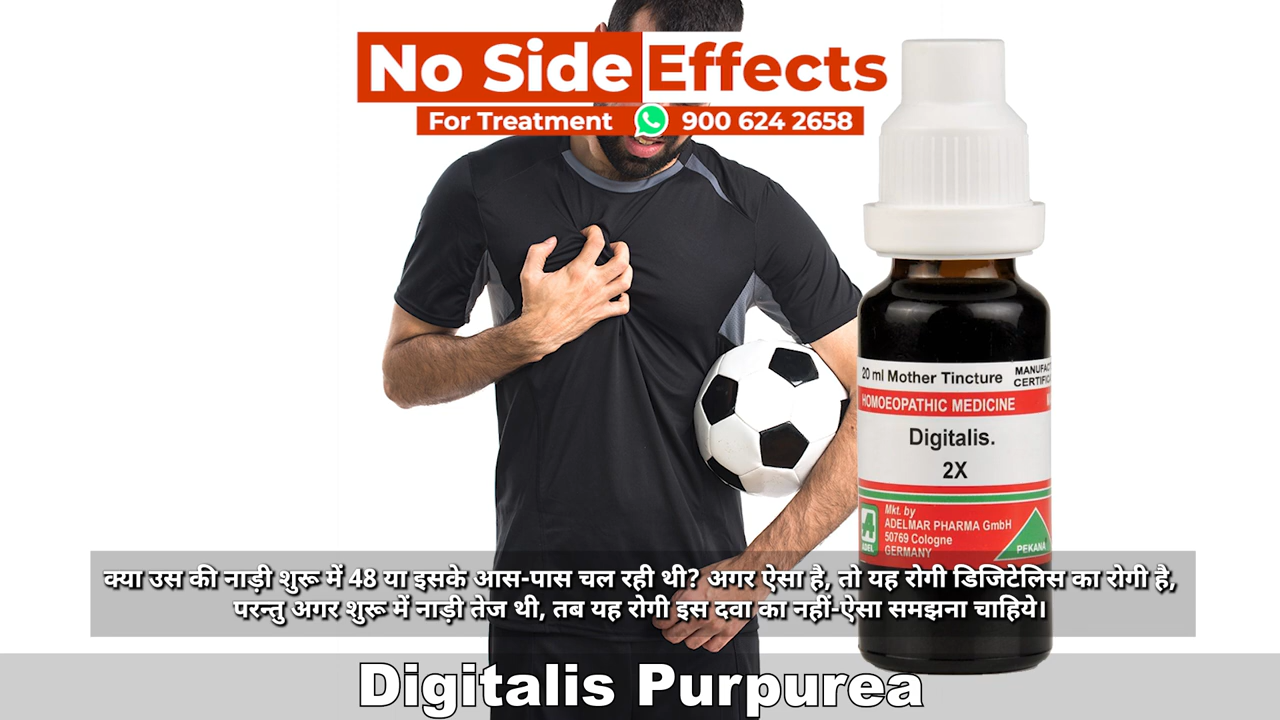 No Side Effects
For Treatment 900 624 2658
20 ml Mother Tincture
MANUFACT
CERTIFIC
HOMOEOPATHIC MEDICINE
Digitalis.
2X
Mkt. by
ADELMAR PHARMA GmbH
50769 Cologne
GERMANY
ADEL
PEKANA
क्या उस की नाड़ी शुरू में 48 या इसके आस-पास चल रही थी? अगर ऐसा है, तो यह रोगी डिजिटेलिस का रोगी है,
परन्तु अगर शुरू में नाड़ी तेज थी, तब यह रोगी इस दवा का नहीं-ऐसा समझना चाहिये।
Digitalis Purpurea